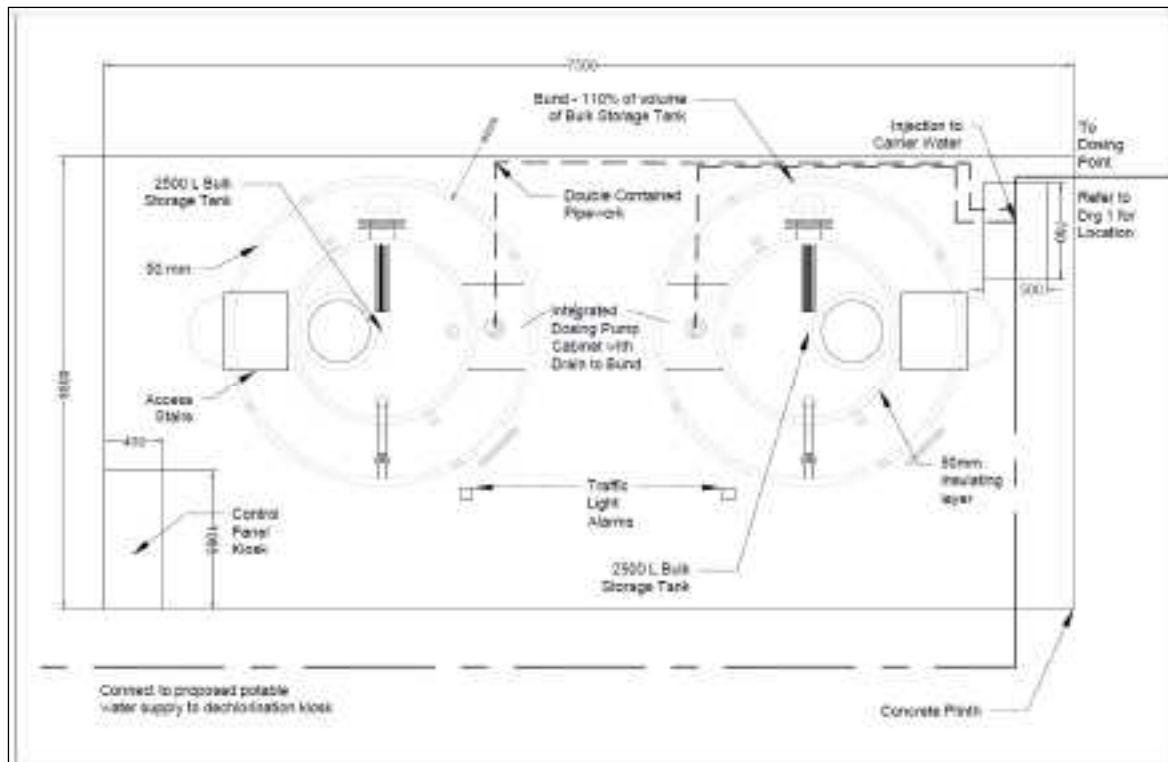 7300
Bund - 110% of volume
of Bulk Storage Tank
Injection to
Carrier Water
To
Dosing
Point
2500 L Bulk
Storage Tank
Double Contained
Pipework
Refer to
Drg 1 for
Location
50 mm
500
Integrated
Dosing Pump
Cabinet with
Drain to Bund
Access
Stairs
50mm
Insulating
layer
Traffic
Light
Alarms
Control
Panel
Kiosk
2500 L Bulk
Storage Tank
Connect to proposed potable
water supply to dechlorination kiosk
Concrete Plinth